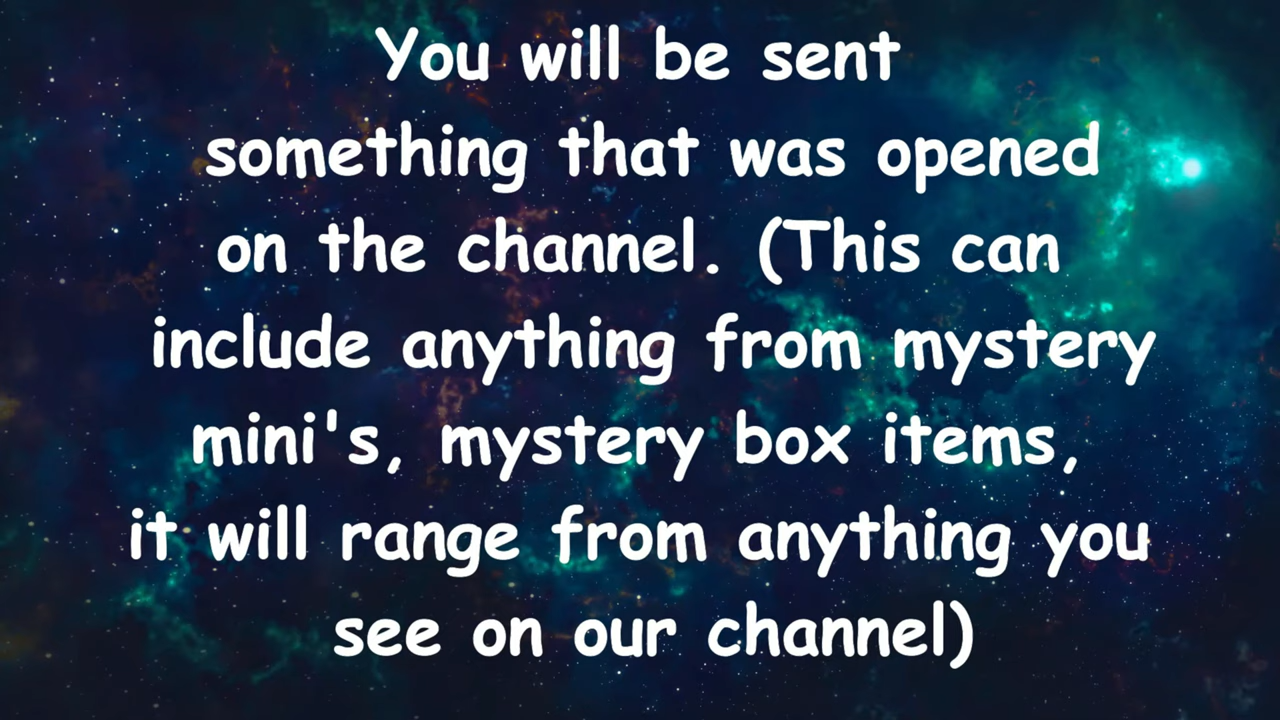 You will be sent
something that was opened
on the channel. (This can
include anything from mystery
mini's, mystery box items,
it will range from anything you
see on our channel)